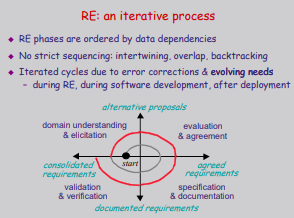 RE: an iterative process
◆ RE phases are ordered by data dependencies
◆ No strict sequencing: intertwining, overlap, backtracking
◆ Iterated cycles due to error corrections & evolving needs
– during RE, during software development, after deployment
alternative proposals
domain understanding
& elicitation
evaluation
& agreement
start
consolidated
requirements
agreed
requirements
validation
& verification
specification
& documentation
documented requirements